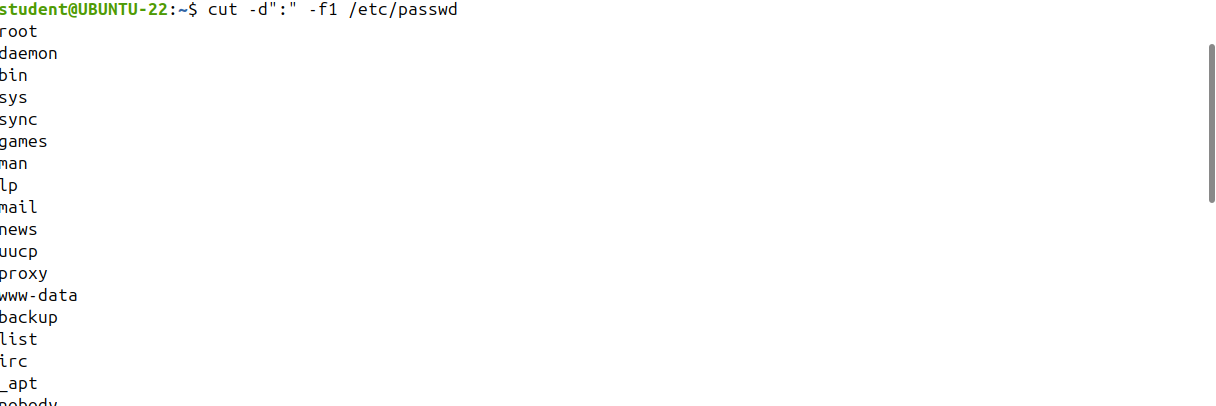 student@UBUNTU-22:~$ cut -d":" -f1 /etc/passwd
root
daemon
bin
sys
sync
games
man
lp
mail
news
uucp
proxy
www-data
backup
list
irc
_apt
nobody